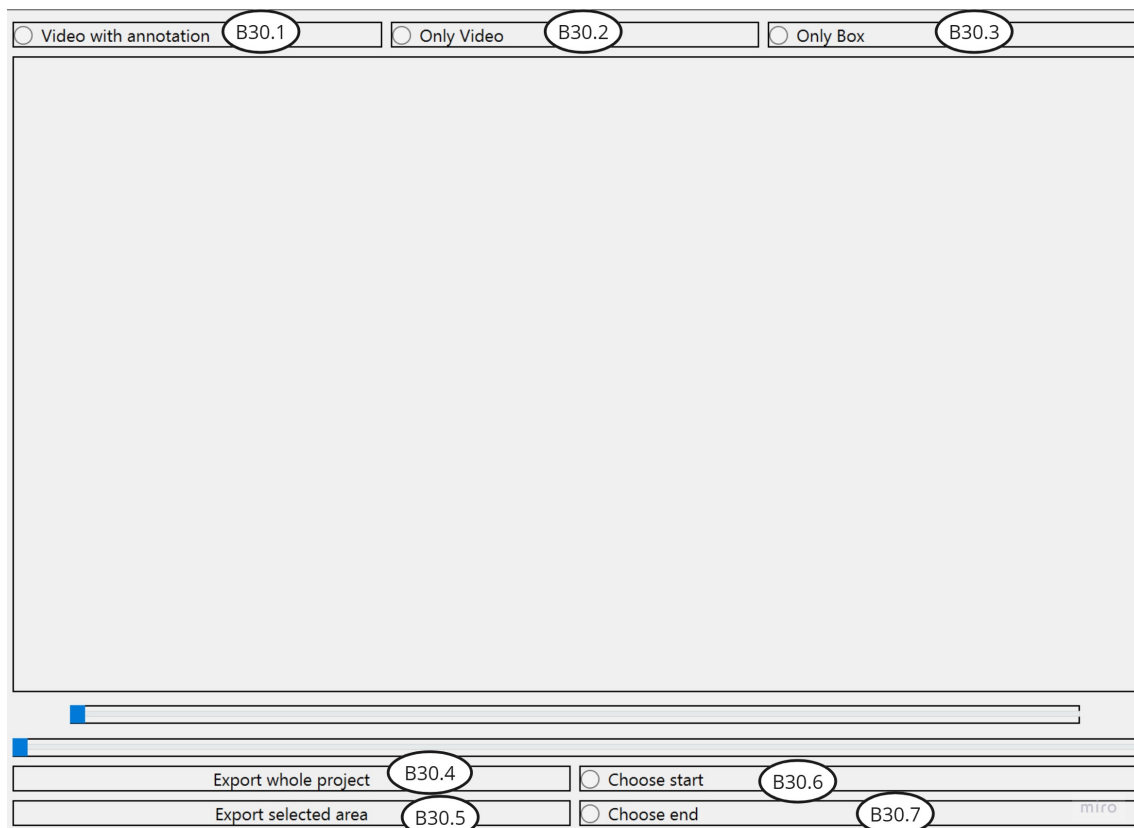 Video with annotation B30.1 Only Video B30.2 Only Box B30.3
Export whole project B30.4 Choose start B30.6
Export selected area B30.5 Choose end B30.7
miro